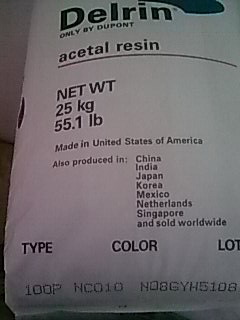 Delrin
ONLY BY DUPONT
acetal resin
NET WT
25 kg
55.1 lb
Made in United States of America
Also produced in: China
India
Japan
Korea
Mexico
Netherlands
Singapore
and sold worldwide
TYPE COLOR LOT
100P NC010 NO8GYH5108